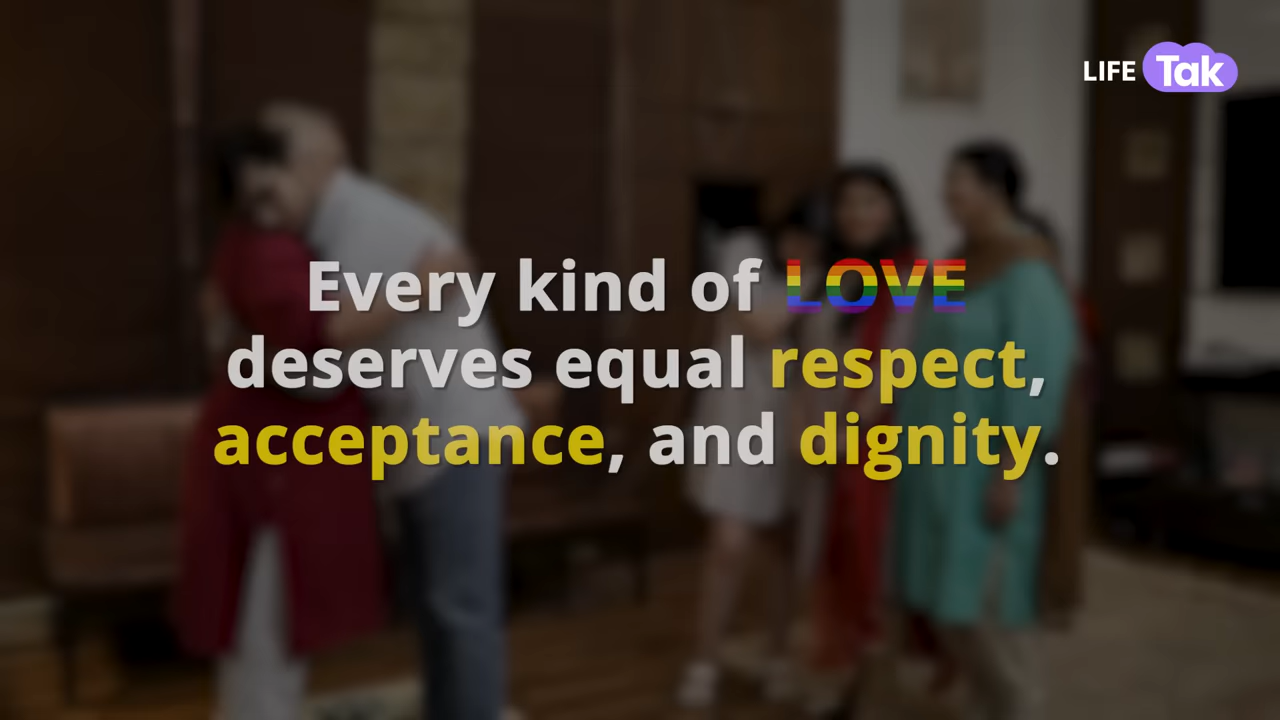 LIFE Tak
Every kind of LOVE
deserves equal respect,
acceptance, and dignity.